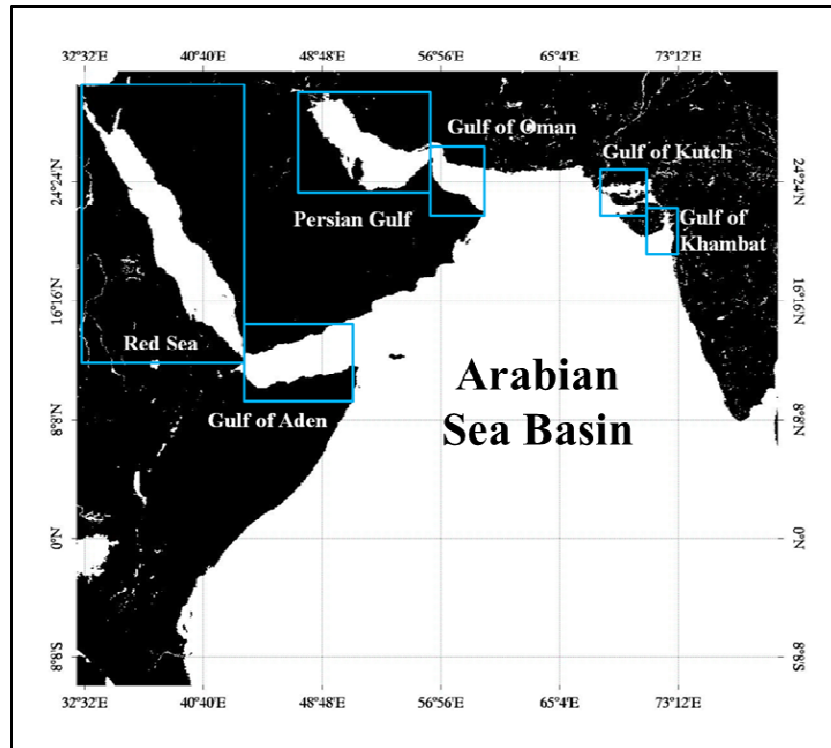 32°32'E 40°40'E 48°48'E 56°56'E 65°4'E 73°12'E
Gulf of Oman
Gulf of Kutch
24°24'N 24°24'N
Persian Gulf
Gulf of
Khambat
16°16'N 16°16'N
Red Sea
Arabian
Sea Basin
Gulf of Aden
8°8'N 8°8'N
0°N 0°N
8°8'S 8°8'S
32°32'E 40°40'E 48°48'E 56°56'E 65°4'E 73°12'E